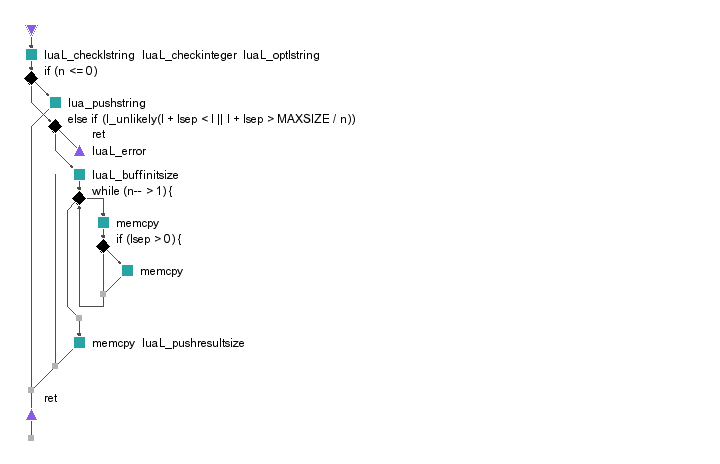 luaL_checklstring luaL_checkinteger luaL_optlstring
if (n <= 0)
lua_pushstring
else if (l_unlikely(l + lsep < l || l + lsep > MAXSIZE / n))
ret
luaL_error
luaL_buffinitsize
while (n-- > 1) {
memcpy
if (lsep > 0) {
memcpy
memcpy luaL_pushresultsize
ret